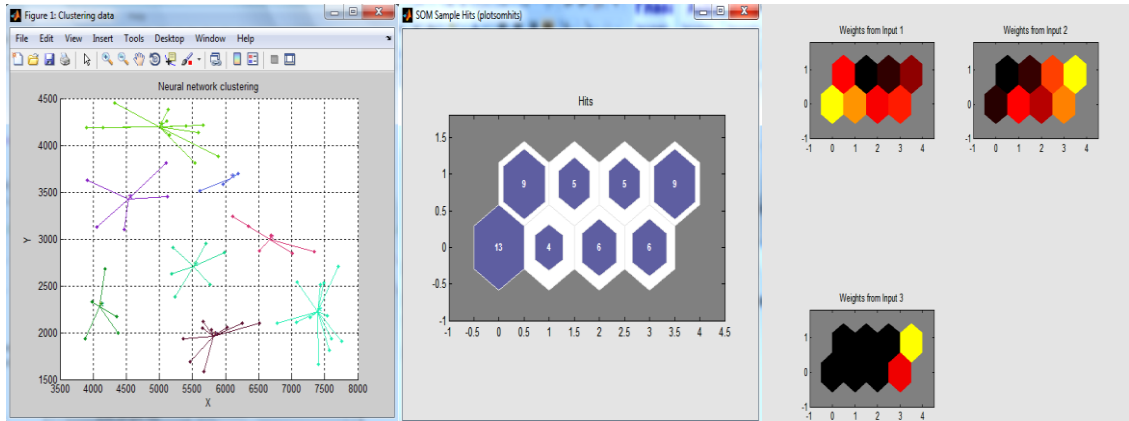 Figure 1: Clustering data
File Edit View Insert Tools Desktop Window Help
Neural network clustering
4500
4000
3500
3000
2500
2000
1500
Y
3500 4000 4500 5000 5500 6000 6500 7000 7500 8000
X
SOM Sample Hits (plotsomhits)
Hits
1.5
1
0.5
0
-0.5
-1
9 5 5 9
13 4 6 6
-1 -0.5 0 0.5 1 1.5 2 2.5 3 3.5 4 4.5
Weights from Input 1
1
0
-1
-1 0 1 2 3 4
Weights from Input 2
1
0
-1
-1 0 1 2 3 4
Weights from Input 3
1
0
-1
-1 0 1 2 3 4